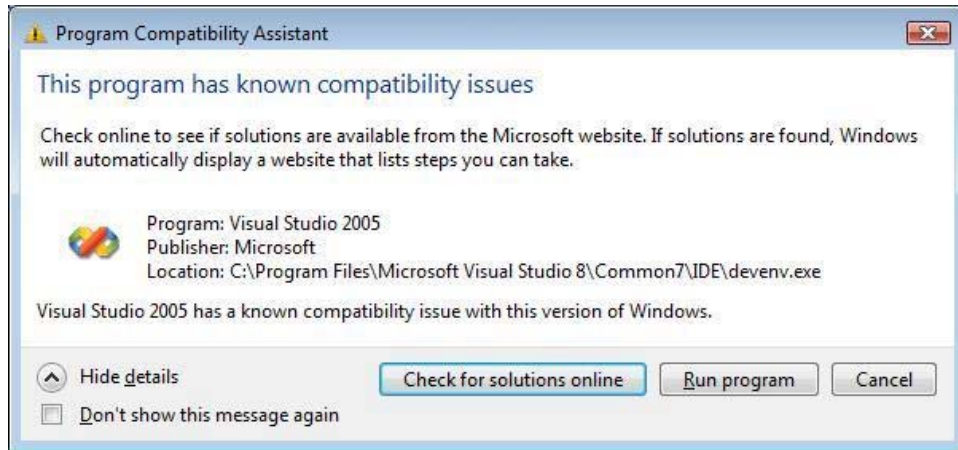 Program Compatibility Assistant
This program has known compatibility issues
Check online to see if solutions are available from the Microsoft website. If solutions are found, Windows
will automatically display a website that lists steps you can take.
Program: Visual Studio 2005
Publisher: Microsoft
Location: C:\Program Files\Microsoft Visual Studio 8\Common7\IDE\devenv.exe
Visual Studio 2005 has a known compatibility issue with this version of Windows.
Hide details
Check for solutions online
Run program
Cancel
Don't show this message again